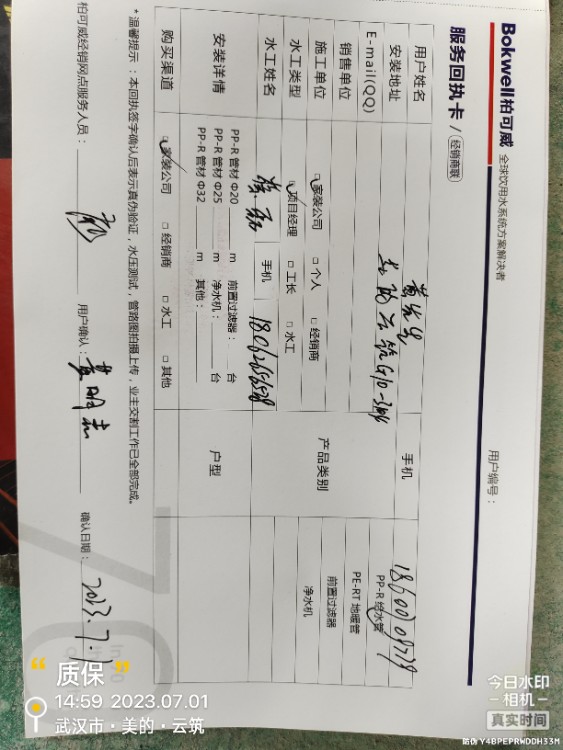 Bokwell柏可威 全球饮用水系统方案解决者
服务回执卡 / 经销商联 用户编号：
用户姓名 手机
安装地址 美的云筑G10-
E-mail(QQ)
销售单位 产品类别 PP-R 给水管
施工单位 □家装公司 □个人 □经销商 PE-RT 地暖管
水工类型 □项目经理 □工长 □水工 前置过滤器
水工姓名 手机 净水机
安装详情 PP-R 管材 Φ20 m 前置过滤器： 台 户型
PP-R 管材 Φ25 m 净水机： 台
PP-R 管材 Φ32 m 其他：
购买渠道 □家装公司 □经销商 □水工 □其他
*温馨提示：本回执签字确认后表示真伪验证，水压测试，管路图拍摄上传，业主交割工作已全部完成。
柏可威经销网点服务人员： 用户确认： 确认日期：2023.7.1
质保
14:59 2023.07.01
武汉市·美的·云筑
今日水印
相机
真实时间
防伪 Y4BPEPRWDDH33M